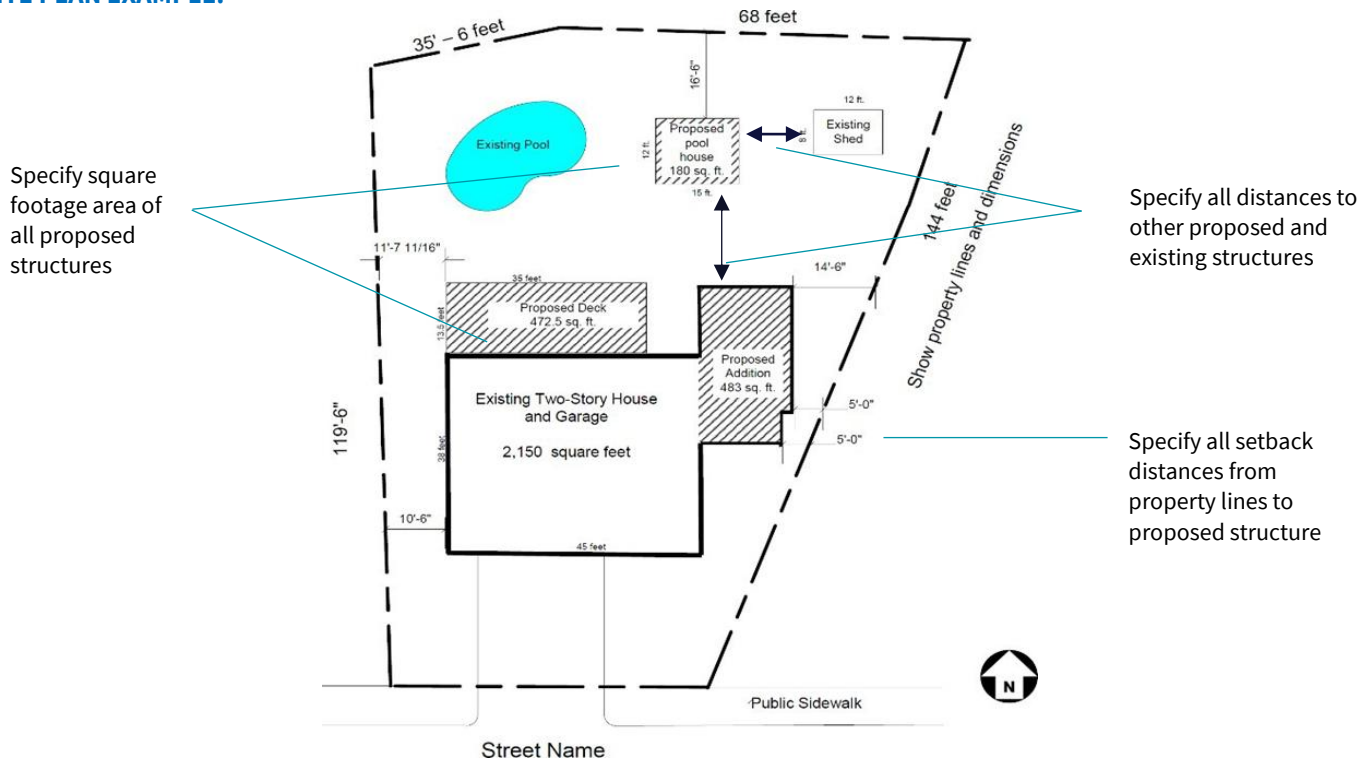 68 feet
35' – 6 feet
16'-6"
12 ft.
Existing
Shed
8 ft.
Proposed
pool
house
180 sq. ft.
12 ft.
15 ft.
Existing Pool
Specify square
footage area of
all proposed
structures
Specify all distances to
other proposed and
existing structures
144 feet
Show property lines and dimensions
11'-7 11/16"
14'-6"
35 feet
Proposed Deck
472.5 sq. ft.
13.5 feet
Proposed
Addition
483 sq. ft.
Existing Two-Story House
and Garage
2,150 square feet
119'-6"
5'-0"
5'-0"
Specify all setback
distances from
property lines to
proposed structure
10'-6"
45 feet
N
Public Sidewalk
Street Name